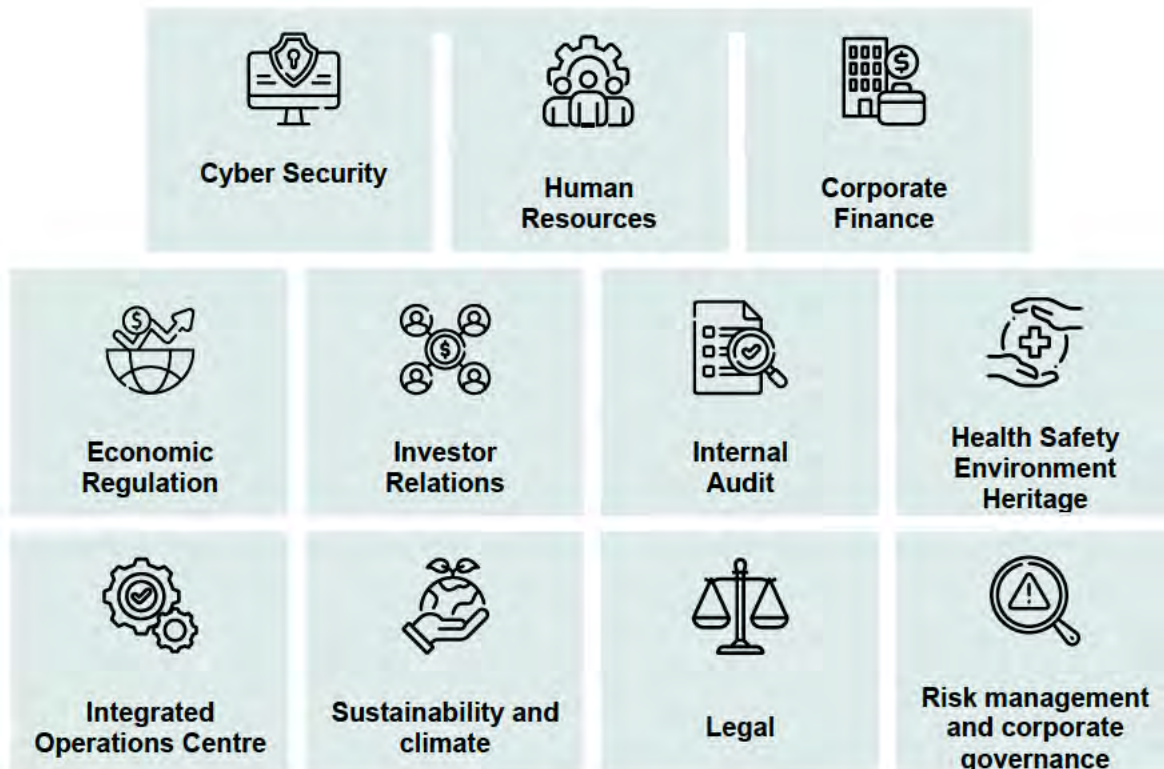 Cyber Security
Human
Resources
Corporate
Finance
Economic
Regulation
Investor
Relations
Internal
Audit
Health Safety
Environment
Heritage
Integrated
Operations Centre
Sustainability and
climate
Legal
Risk management
and corporate
governance